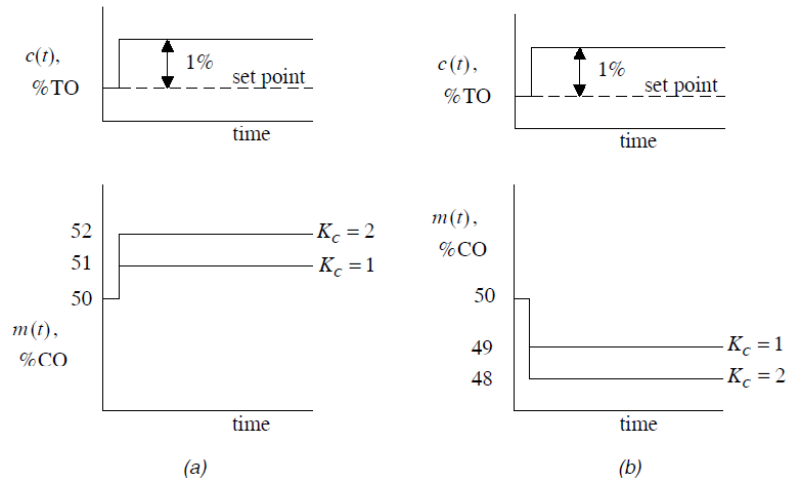 c(t),
%TO
1%
set point
time
52
51
50
m(t),
%CO
K_c = 2
K_c = 1
time
(a)
c(t),
%TO
1%
set point
time
m(t),
%CO
50
49
48
K_c = 1
K_c = 2
time
(b)